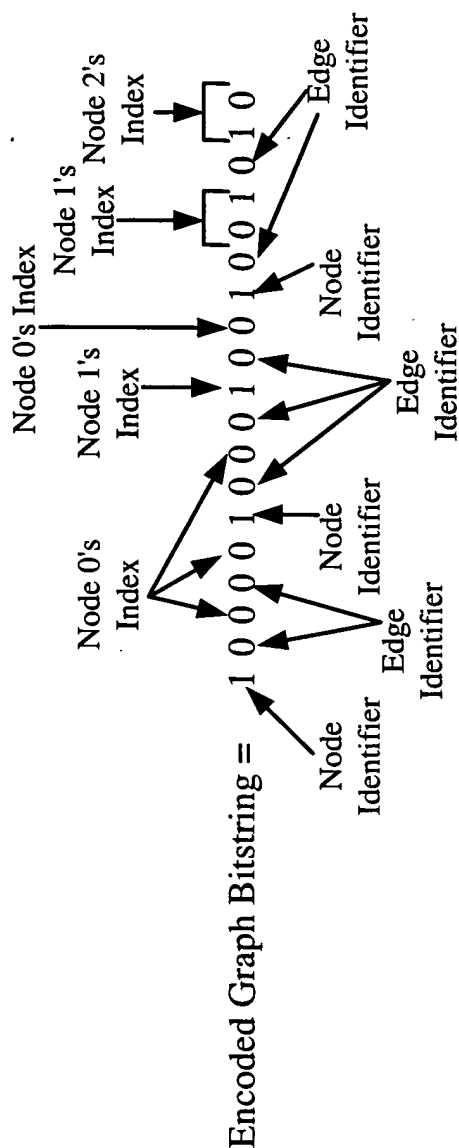 Node 0's Index
Node 1's
Index
Node 2's
Index
Node 0's
Index
Node 1's
Index
Encoded Graph Bitstring = 1 0 0 0 0 1 0 0 0 1 0 0 1 0 0 1 0 1 0
Node
Identifier
Edge
Identifier
Node
Identifier
Edge
Identifier
Node
Identifier
Edge
Identifier